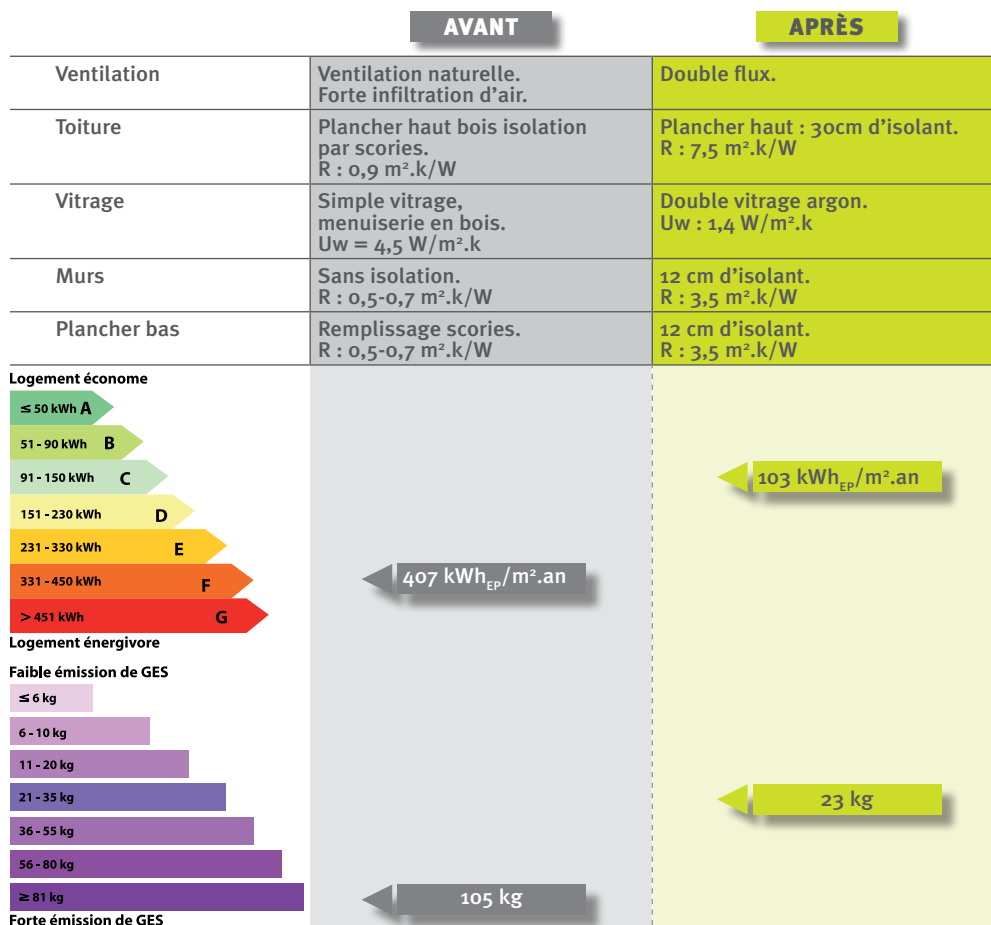 AVANT
APRÈS
Ventilation
Ventilation naturelle.
Forte infiltration d'air.
Double flux.
Toiture
Plancher haut bois isolation
par scories.
R : 0,9 m².k/W
Plancher haut : 30cm d'isolant.
R : 7,5 m².k/W
Vitrage
Simple vitrage,
menuiserie en bois.
Uw = 4,5 W/m².k
Double vitrage argon.
Uw : 1,4 W/m².k
Murs
Sans isolation.
R : 0,5-0,7 m².k/W
12 cm d'isolant.
R : 3,5 m².k/W
Plancher bas
Remplissage scories.
R : 0,5-0,7 m².k/W
12 cm d'isolant.
R : 3,5 m².k/W
Logement économe
≤ 50 kWh A
51 - 90 kWh B
91 - 150 kWh C
103 kWhEP/m².an
151 - 230 kWh D
231 - 330 kWh E
331 - 450 kWh F
407 kWhEP/m².an
> 451 kWh G
Logement énergivore
Faible émission de GES
≤ 6 kg
6 - 10 kg
11 - 20 kg
21 - 35 kg
23 kg
36 - 55 kg
56 - 80 kg
≥ 81 kg
105 kg
Forte émission de GES